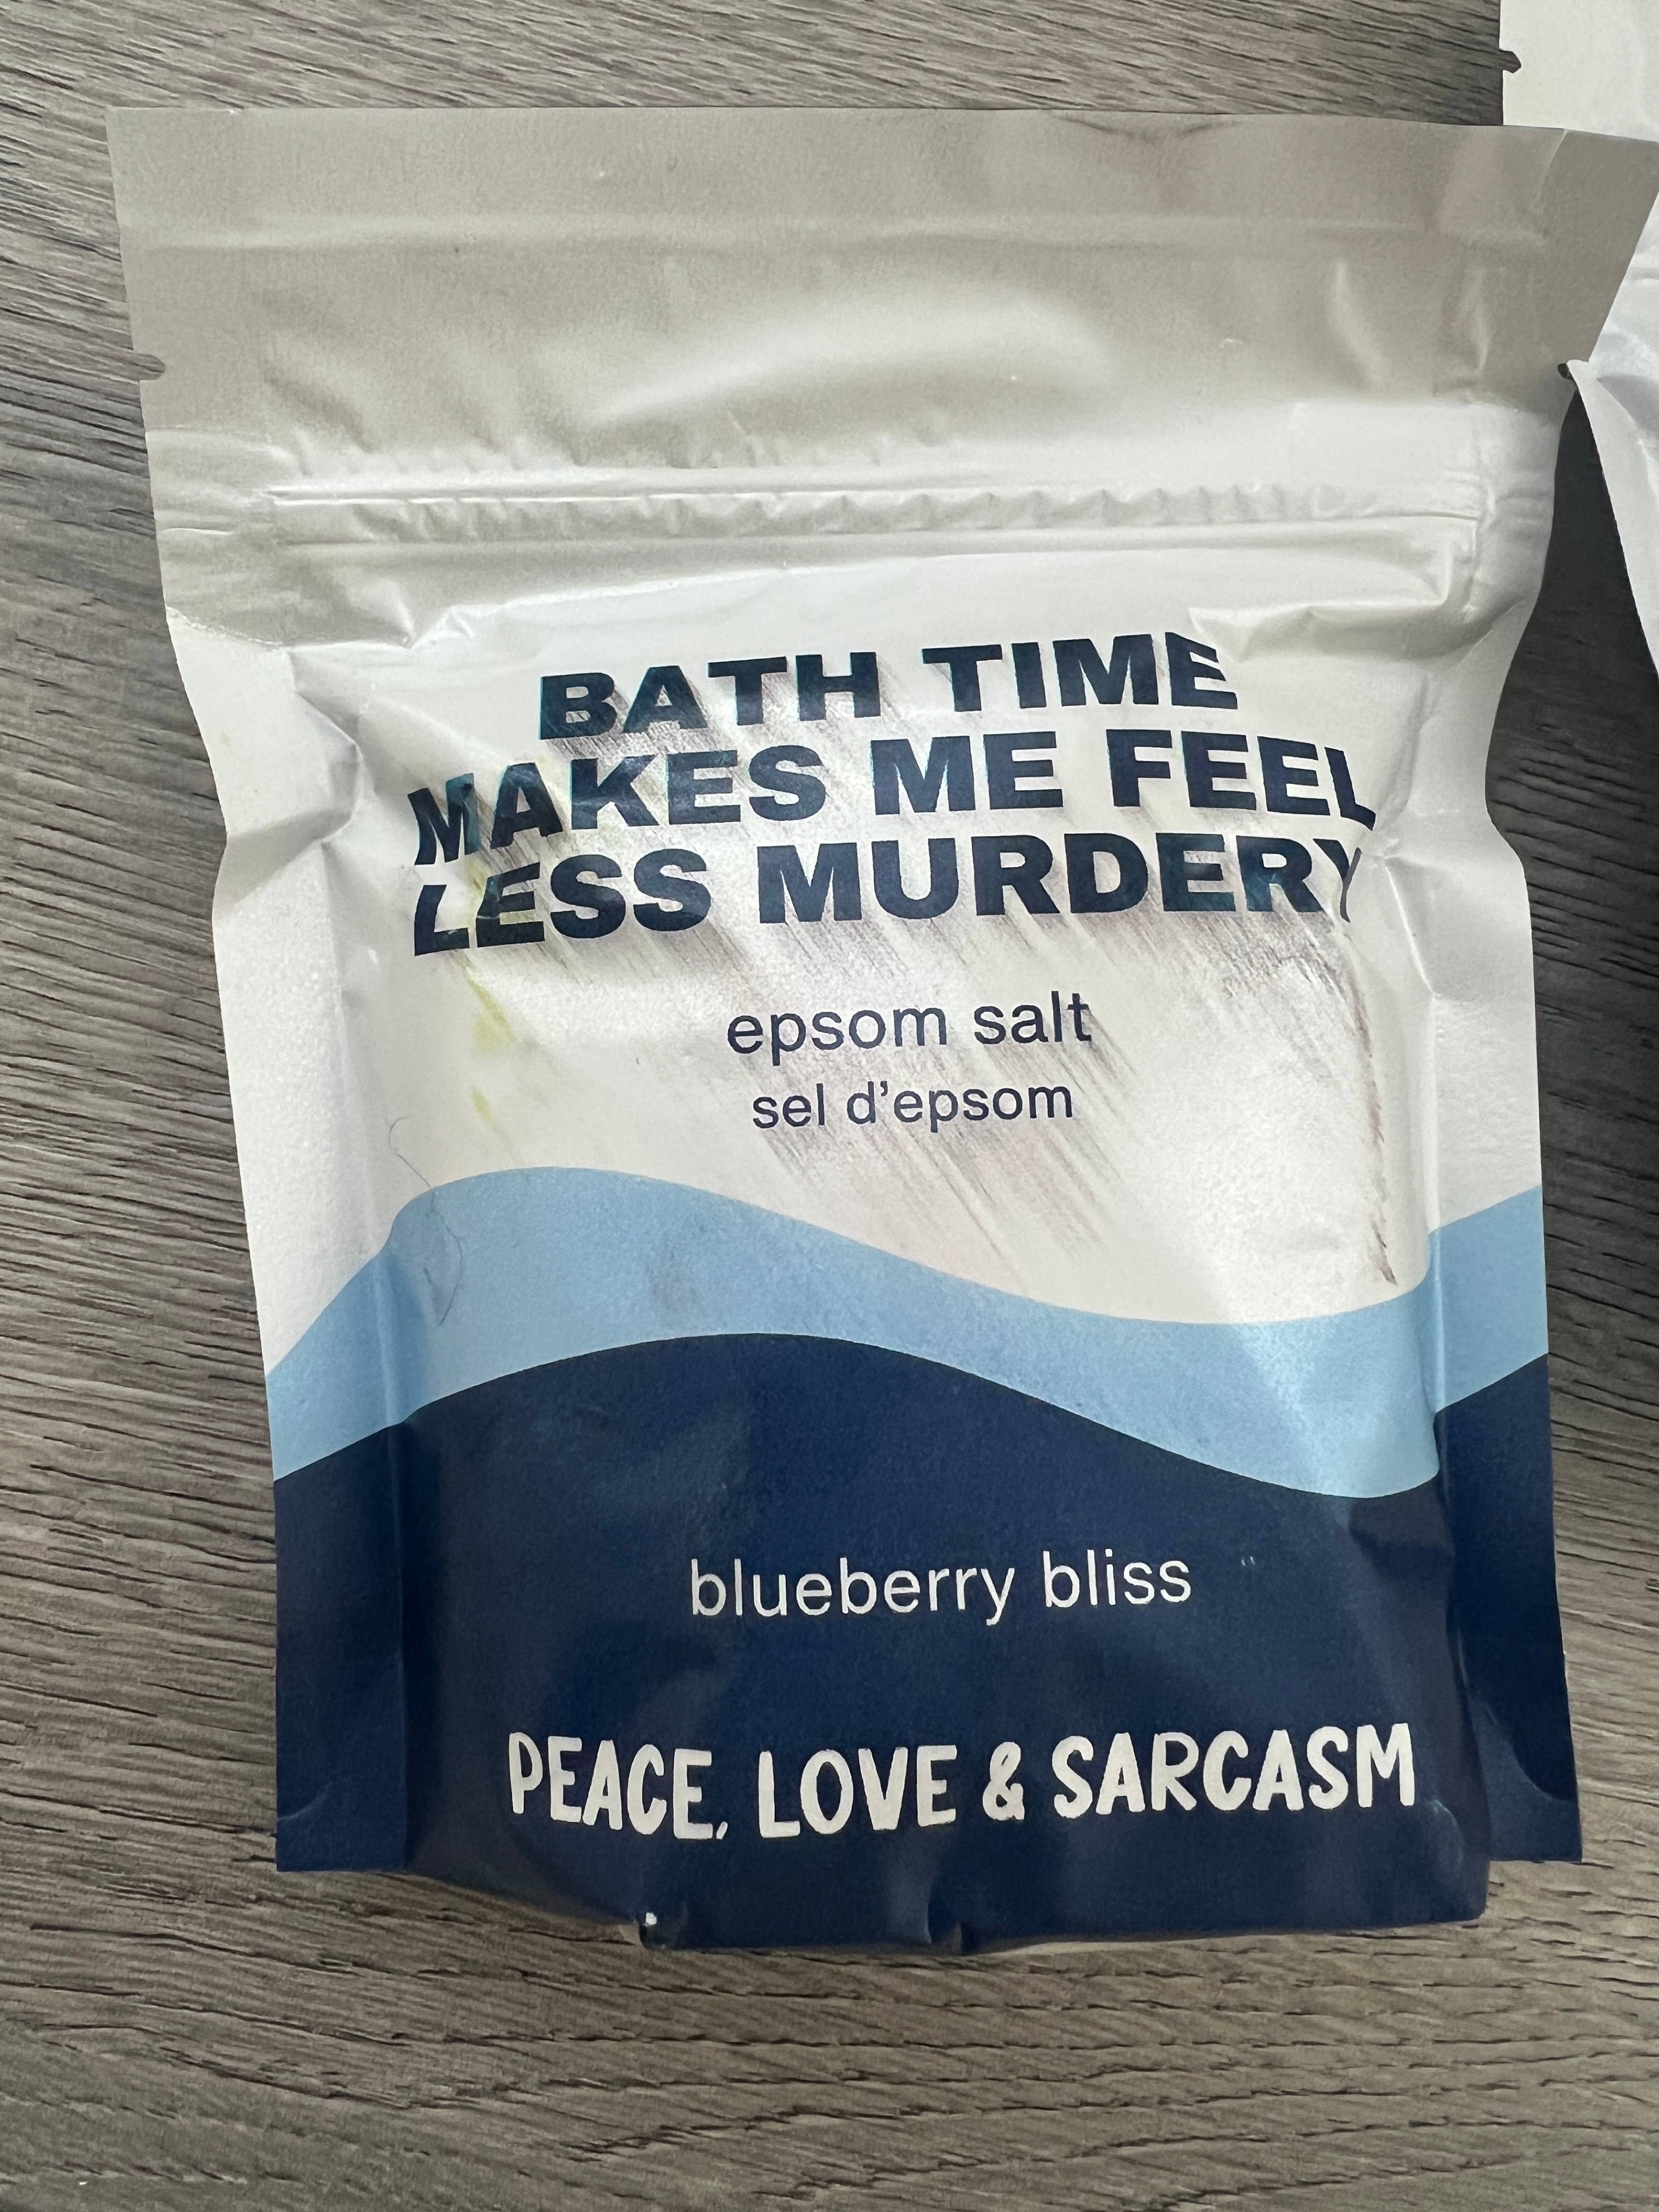 BATH TIME
MAKES ME FEEL
LESS MURDERY
epsom salt
sel d'epsom
blueberry bliss
PEACE, LOVE & SARCASM